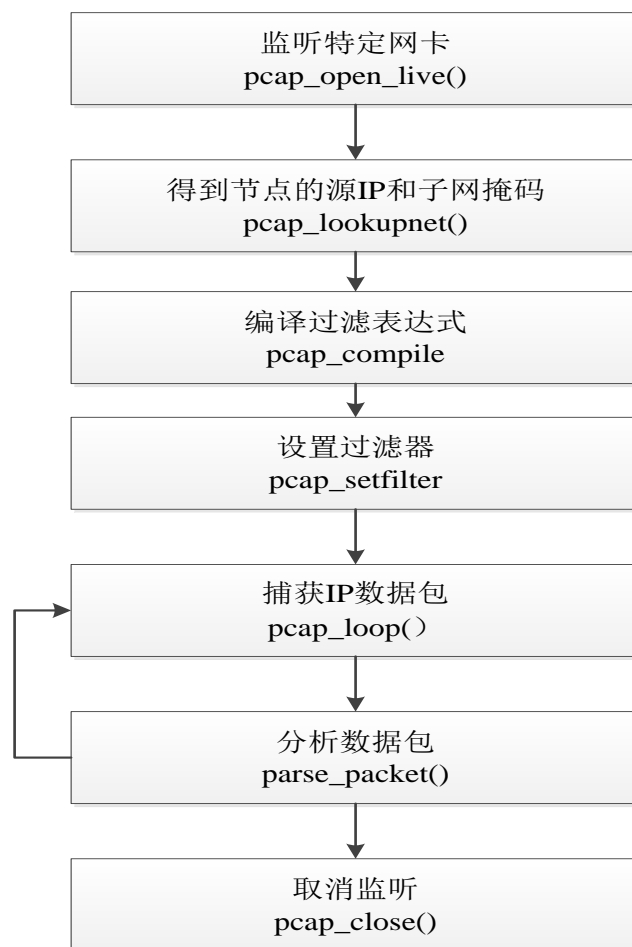 监听特定网卡
pcap_open_live()
得到节点的源IP和子网掩码
pcap_lookupnet()
编译过滤表达式
pcap_compile
设置过滤器
pcap_setfilter
捕获IP数据包
pcap_loop(）
分析数据包
parse_packet()
取消监听
pcap_close()